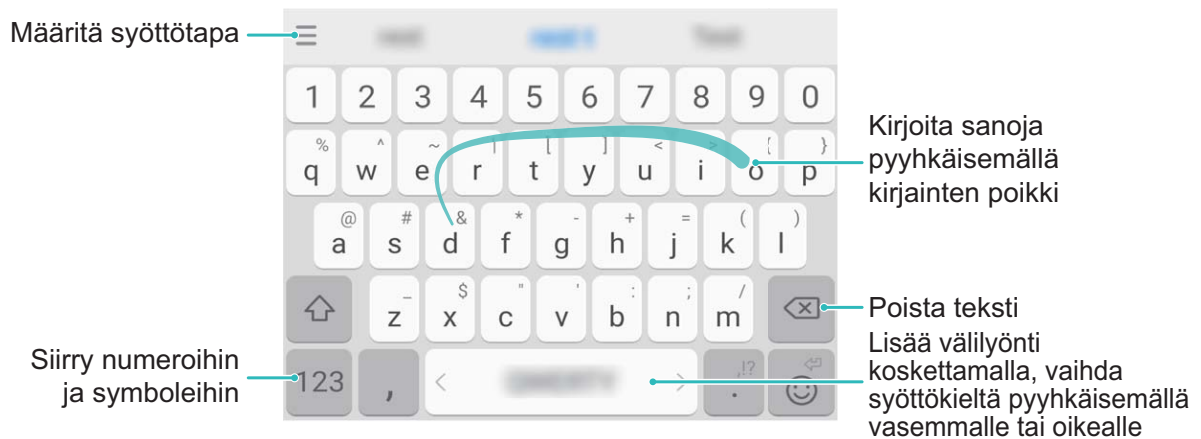 Määritä syöttötapa
1 2 3 4 5 6 7 8 9 0
% ^ ~ | [ ] < > { }
q w e r t y u i o p
@ # & * - + = ( )
a s d f g h j k l
_ $ " ' : ; /
z x c v b n m
123 , < > ,!? .
Kirjoita sanoja
pyyhkäisemällä
kirjainten poikki
Poista teksti
Siirry numeroihin
ja symboleihin
Lisää välilyönti
koskettamalla, vaihda
syöttökieltä pyyhkäisemällä
vasemmalle tai oikealle